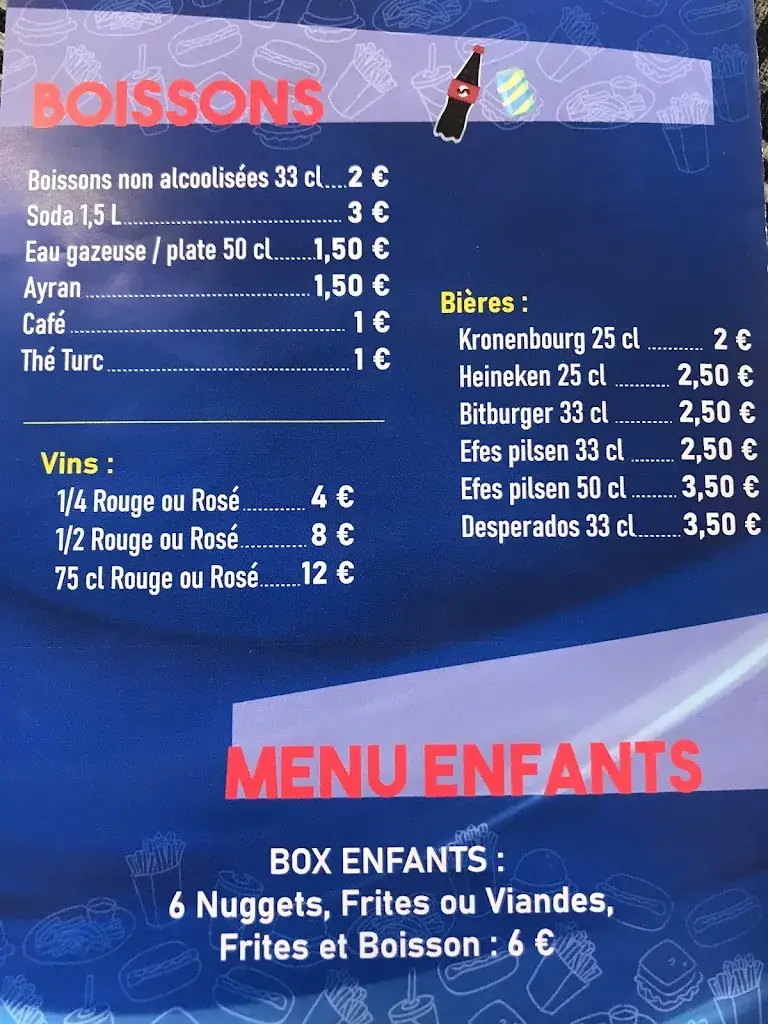 BOISSONS
Boissons non alcoolisées 33 cl....2 €
Soda 1,5 L........ 3 €
Eau gazeuse / plate 50 cl.......1,50 €
Ayran ........ 1,50 €
Café ........ 1 €
Thé Turc ........ 1 €
Vins :
1/4 Rouge ou Rosé ........ 4 €
1/2 Rouge ou Rosé ........ 8 €
75 cl Rouge ou Rosé ........ 12 €
Bières :
Kronenbourg 25 cl ........ 2 €
Heineken 25 cl ........ 2,50 €
Bitburger 33 cl ........ 2,50 €
Efes pilsen 33 cl ........ 2,50 €
Efes pilsen 50 cl ........ 3,50 €
Desperados 33 cl ........ 3,50 €
MENU ENFANTS
BOX ENFANTS :
6 Nuggets, Frites ou Viandes,
Frites et Boisson : 6 €